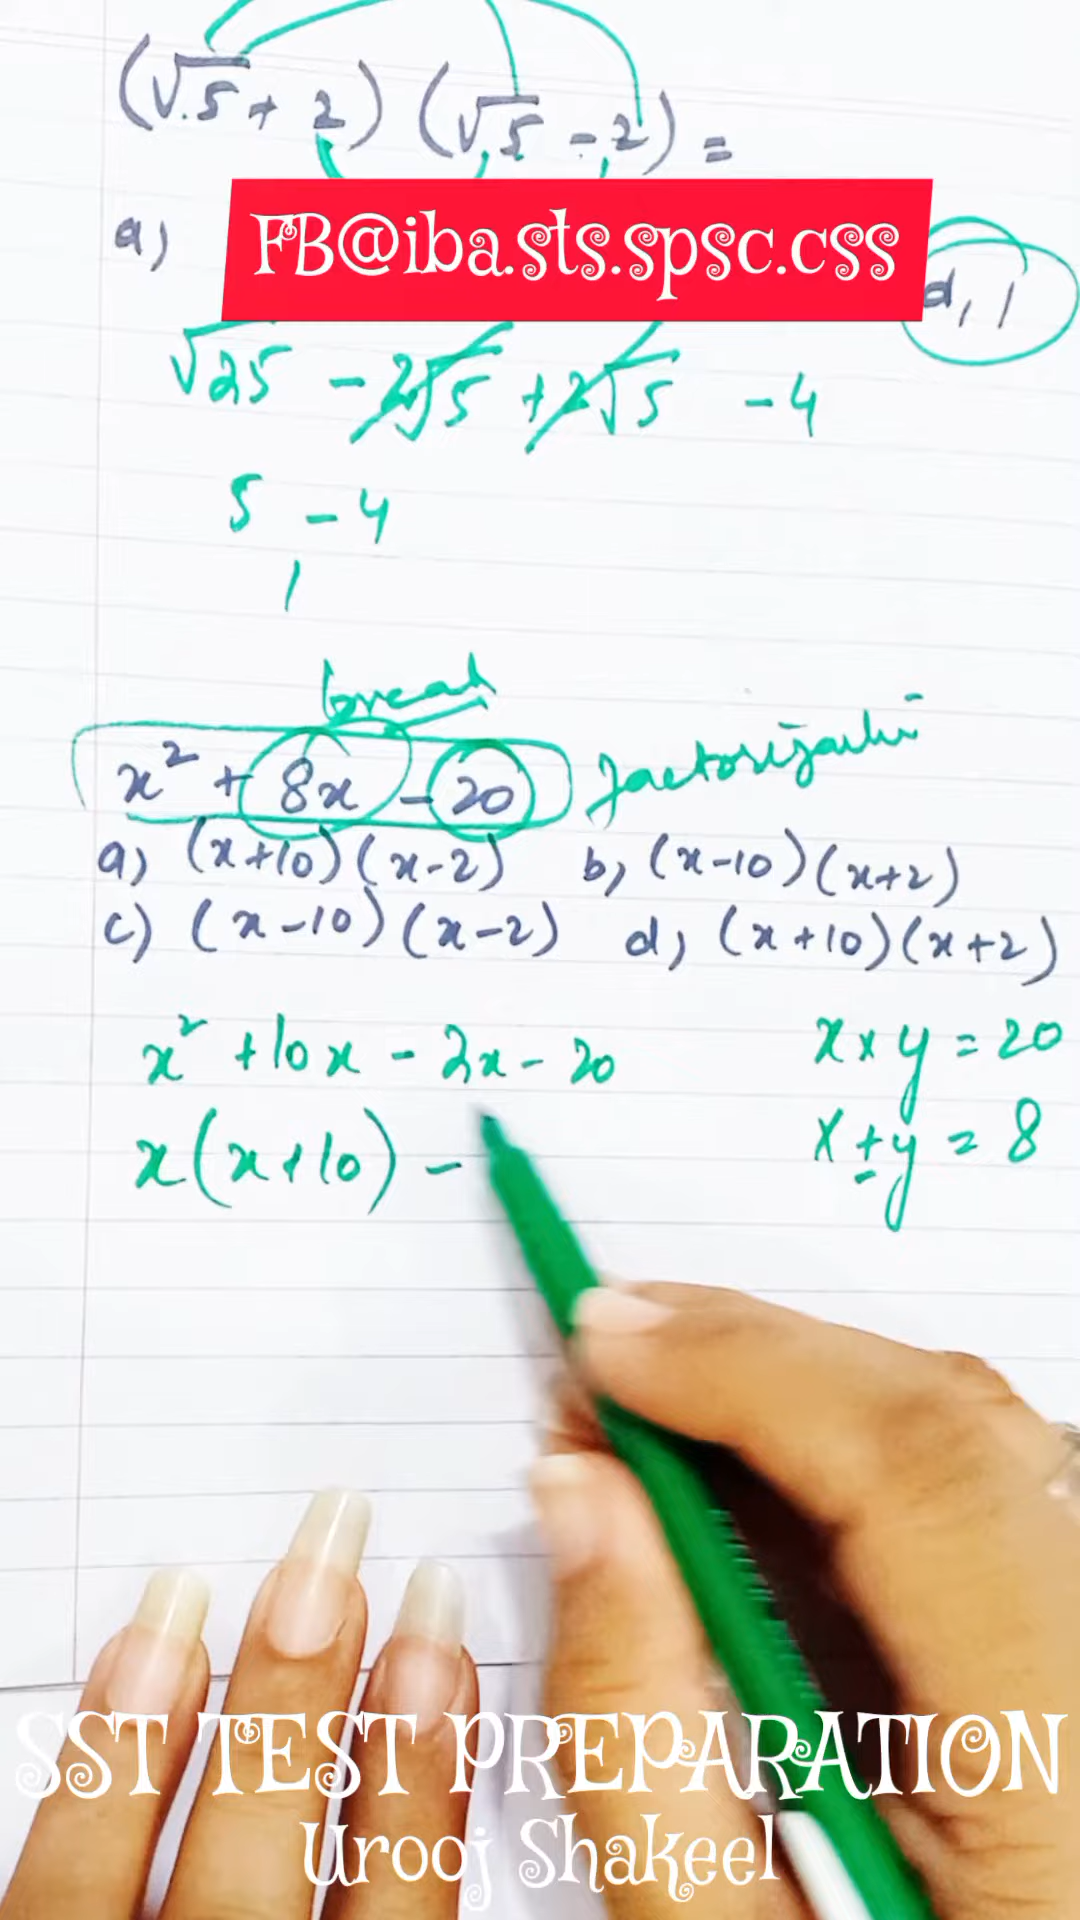 (√5 + 2) (√5 - 2) =
a)
FB@iba.sts.spsc.css
d, 1
√25 - 2√5 + 2√5 - 4
5 - 4
1
break
x² + 8x - 20
a) (x+10)(x-2) b, (x-10)(x+2)
c) (x-10)(x-2) d, (x+10)(x+2)
x² + 10x - 2x - 20
x × y = 20
x(x+10) -
x + y = 8
SST TEST PREPARATION
Urooj Shakeel